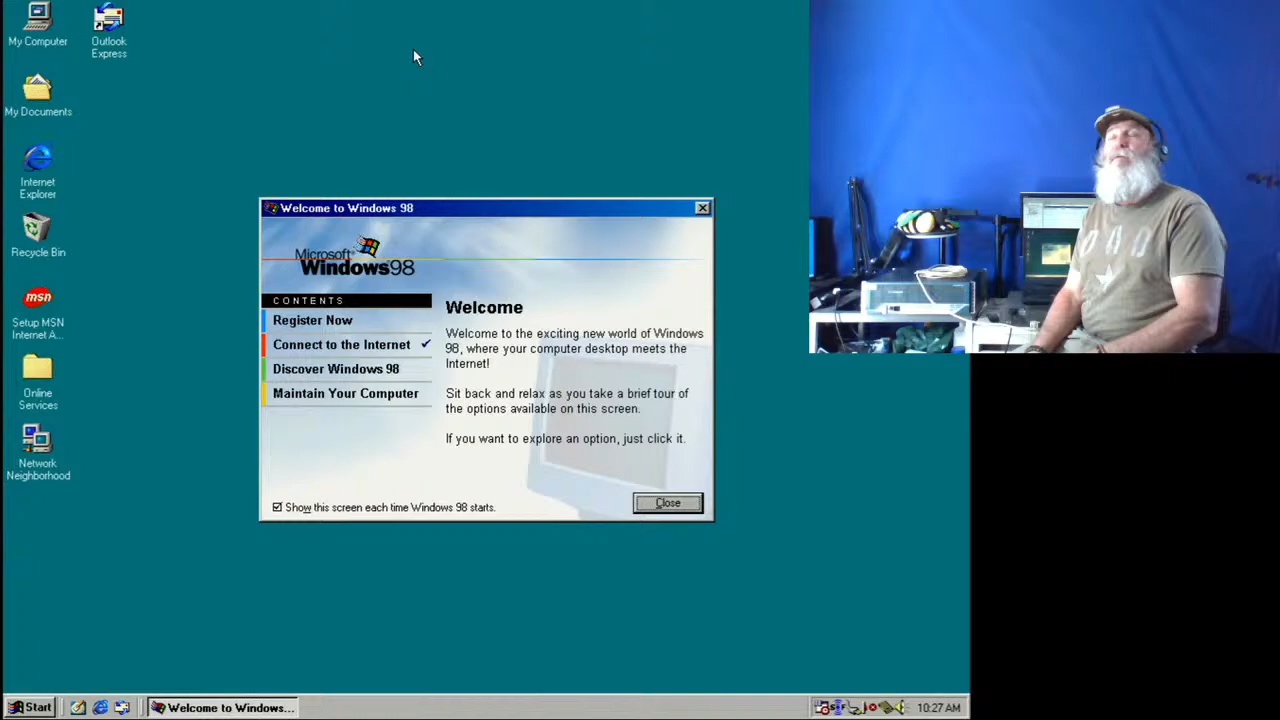 My Computer
Outlook
Express
My Documents
Internet
Explorer
Recycle Bin
msn
Setup MSN
Internet A...
Online
Services
Network
Neighborhood
Welcome to Windows 98
Microsoft
Windows98
CONTENTS
Register Now
Connect to the Internet
Discover Windows 98
Maintain Your Computer
Welcome
Welcome to the exciting new world of Windows
98, where your computer desktop meets the
Internet!
Sit back and relax as you take a brief tour of
the options available on this screen.
If you want to explore an option, just click it.
Show this screen each time Windows 98 starts.
Close
Start
Welcome to Windows...
10:27 AM